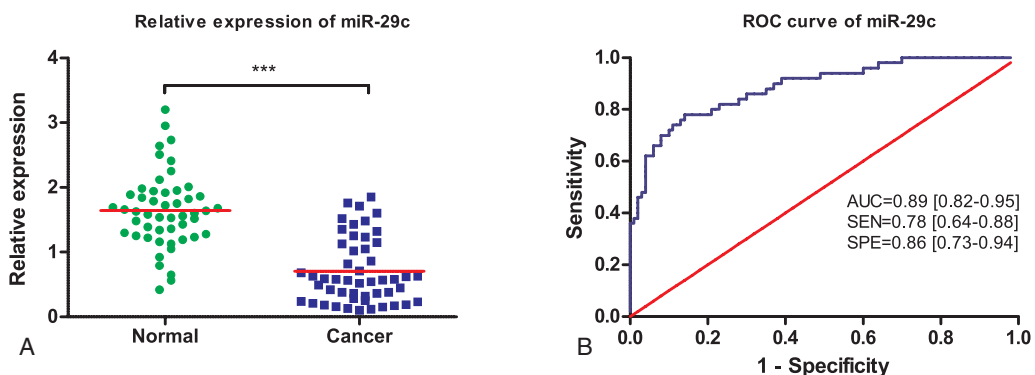 Relative expression of miR-29c
***
Relative expression
4
3
2
1
0
Normal
Cancer
A
ROC curve of miR-29c
Sensitivity
1.0
0.8
0.6
0.4
0.2
0.0
AUC=0.89 [0.82-0.95]
SEN=0.78 [0.64-0.88]
SPE=0.86 [0.73-0.94]
0.0 0.2 0.4 0.6 0.8 1.0
1 - Specificity
B